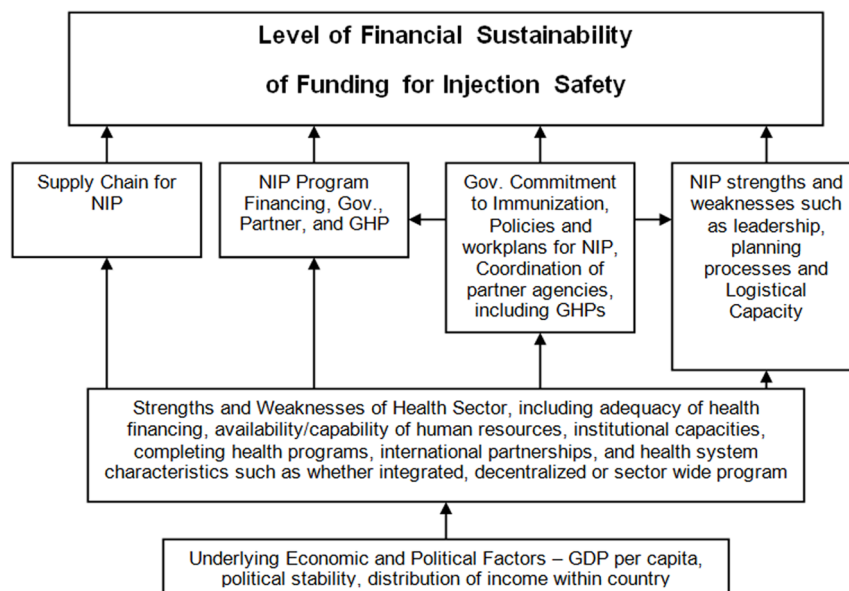 Level of Financial Sustainability
of Funding for Injection Safety
Supply Chain for
NIP
NIP Program
Financing, Gov.,
Partner, and GHP
Gov. Commitment
to Immunization,
Policies and
workplans for NIP,
Coordination of
partner agencies,
including GHPs
NIP strengths and
weaknesses such
as leadership,
planning
processes and
Logistical
Capacity
Strengths and Weaknesses of Health Sector, including adequacy of health
financing, availability/capability of human resources, institutional capacities,
completing health programs, international partnerships, and health system
characteristics such as whether integrated, decentralized or sector wide program
Underlying Economic and Political Factors – GDP per capita,
political stability, distribution of income within country